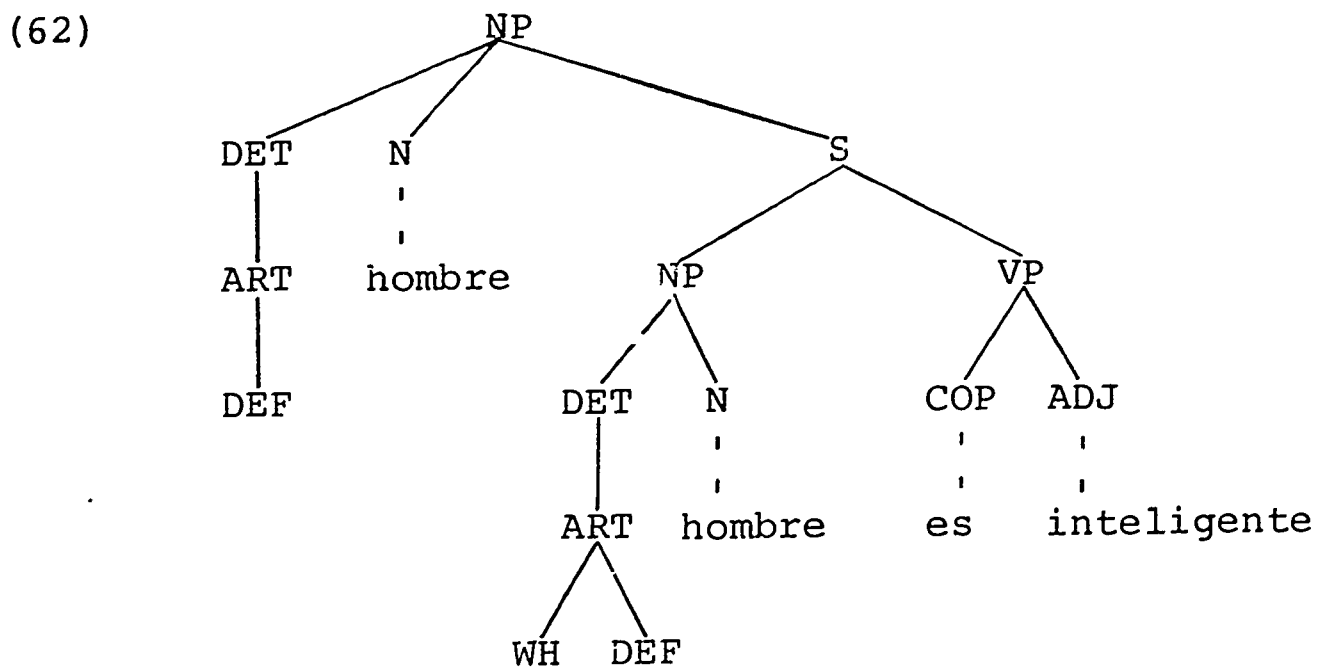 (62) NP
DET N S
ART hombre NP VP
DEF DET N COP ADJ
ART hombre es inteligente
WH DEF